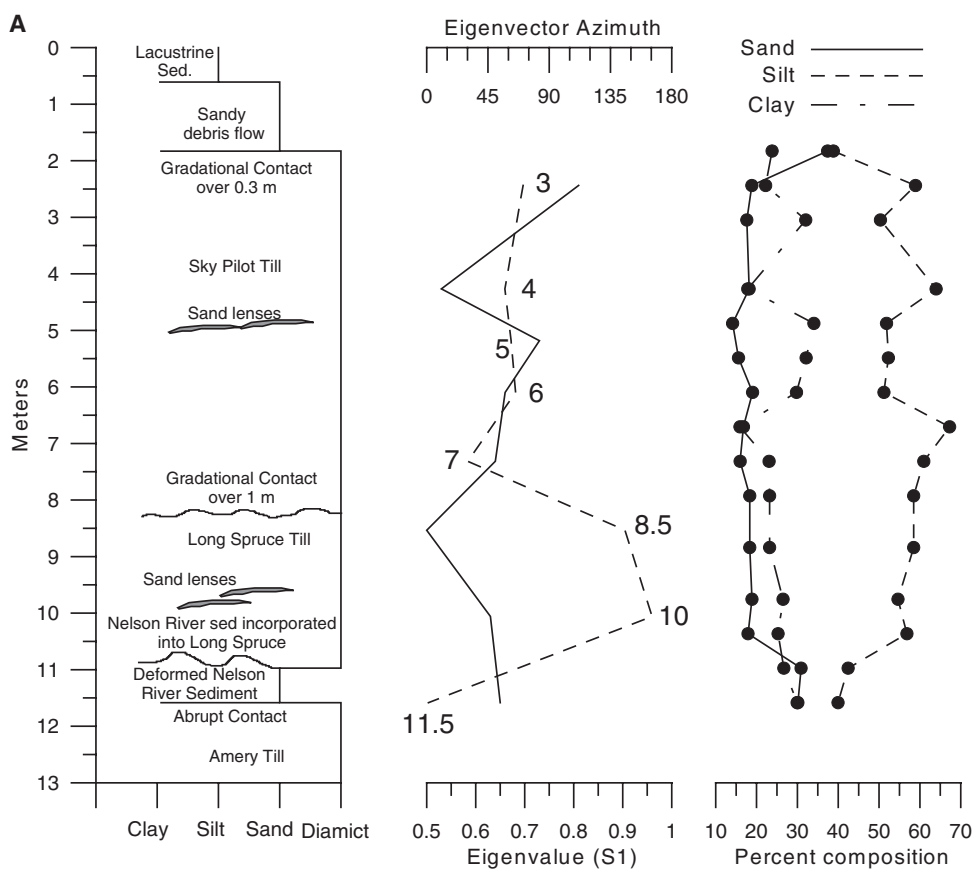 A
Eigenvector Azimuth
0 45 90 135 180
Sand
Silt
Clay
Meters
0
1
2
3
4
5
6
7
8
9
10
11
12
13
Lacustrine
Sed.
Sandy
debris flow
Gradational Contact
over 0.3 m
Sky Pilot Till
Sand lenses
Gradational Contact
over 1 m
Long Spruce Till
Sand lenses
Nelson River sed incorporated
into Long Spruce
Deformed Nelson
River Sediment
Abrupt Contact
Amery Till
Clay Silt Sand Diamict
3
4
5
6
7
8.5
10
11.5
0.5 0.6 0.7 0.8 0.9 1
Eigenvalue (S1)
10 20 30 40 50 60 70
Percent composition